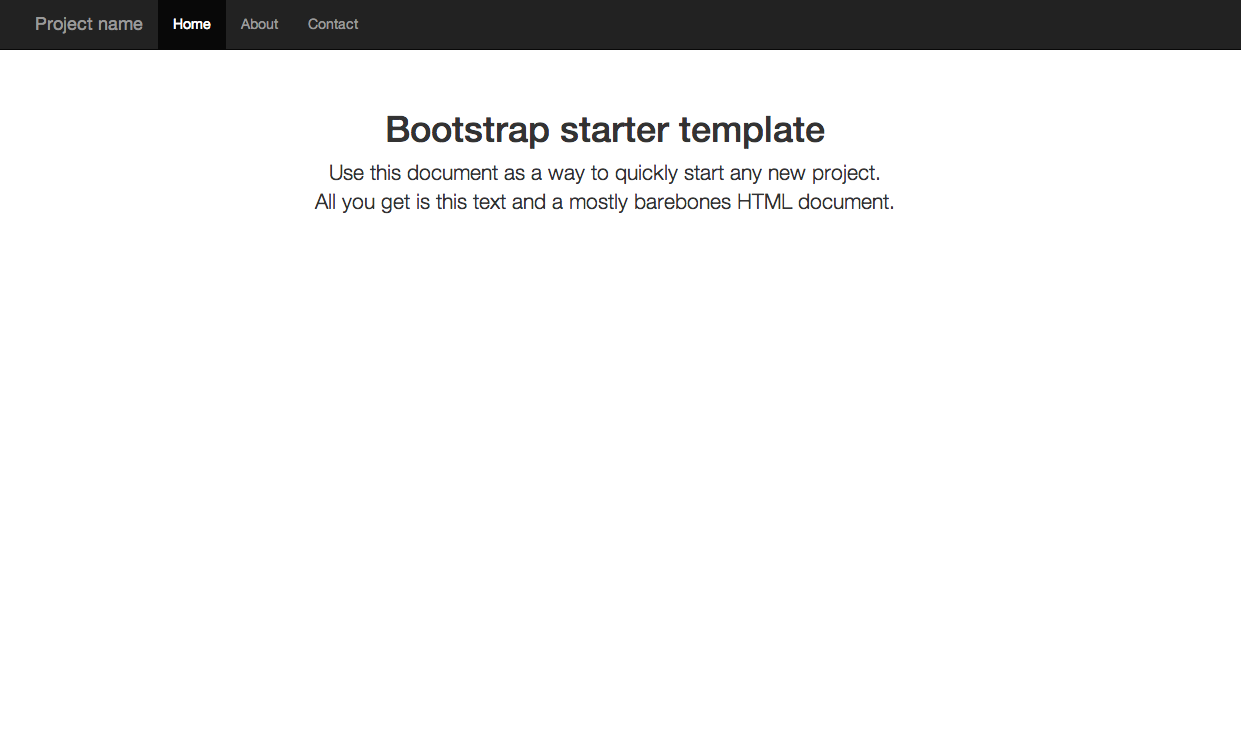 Project name Home About Contact
Bootstrap starter template
Use this document as a way to quickly start any new project.
All you get is this text and a mostly barebones HTML document.